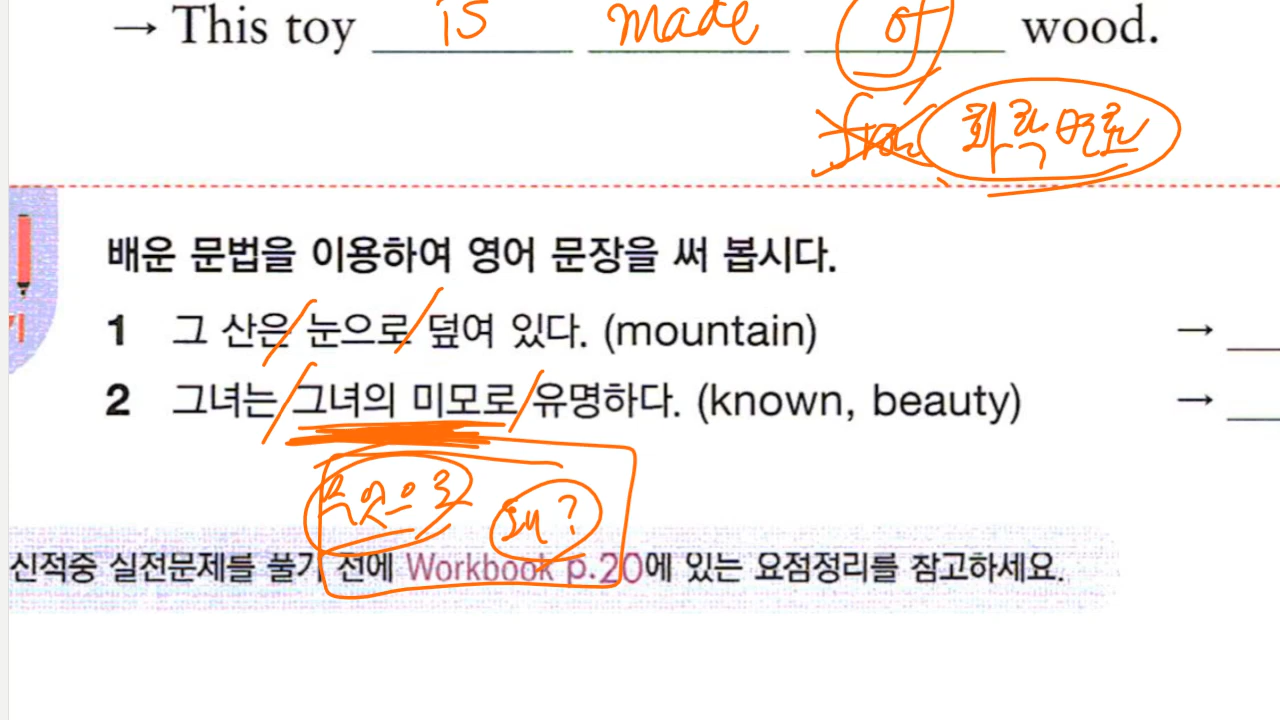 → This toy is made of wood.
배운 문법을 이용하여 영어 문장을 써 봅시다.
1 그 산은 눈으로 덮여 있다. (mountain) →
2 그녀는 그녀의 미모로 유명하다. (known, beauty) →
무엇으로 왜?
신적중 실전문제를 풀기 전에 Workbook p.20에 있는 요점정리를 참고하세요.